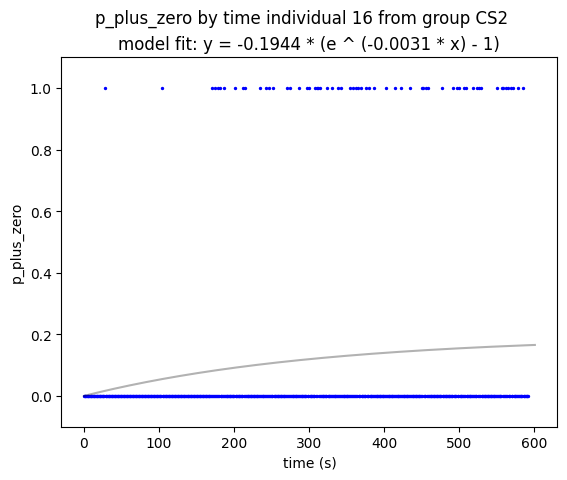 p_plus_zero by time individual 16 from group CS2
model fit: y = -0.1944 * (e ^ (-0.0031 * x) - 1)
1.0
0.8
0.6
0.4
0.2
0.0
p_plus_zero
0 100 200 300 400 500 600
time (s)